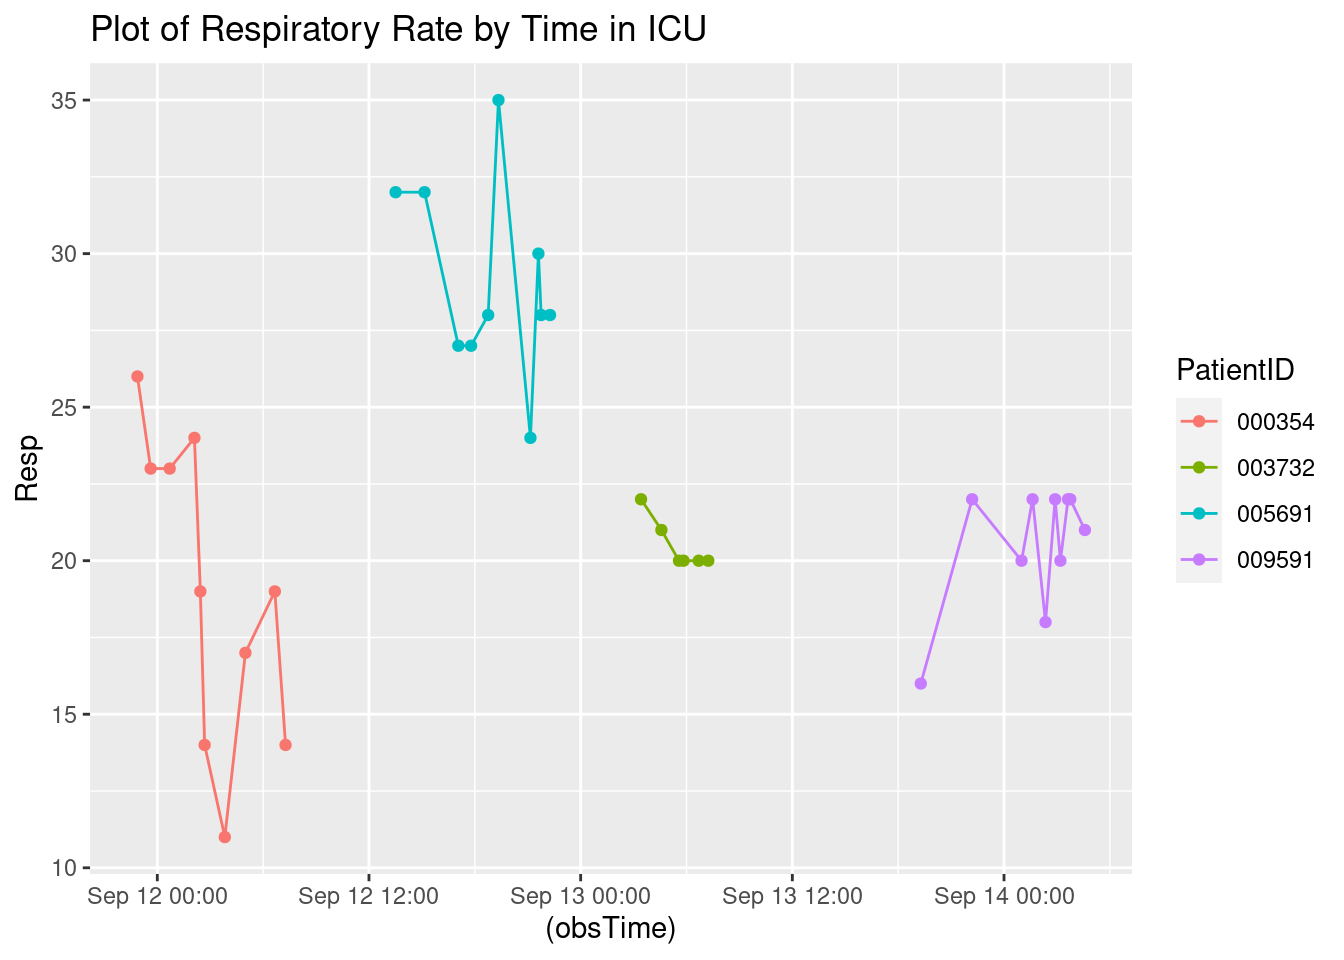 Plot of Respiratory Rate by Time in ICU
35
30
25
20
15
10
Resp
Sep 12 00:00 Sep 12 12:00 Sep 13 00:00 Sep 13 12:00 Sep 14 00:00
(obsTime)
PatientID
000354
003732
005691
009591